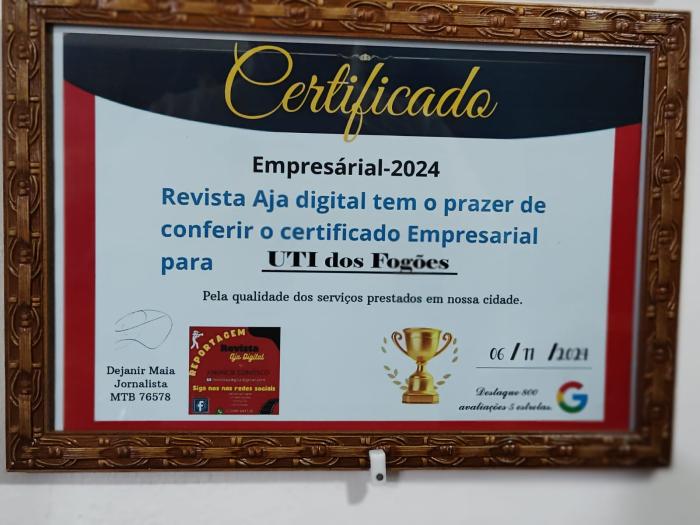 Certificado
Empresárial-2024
Revista Aja digital tem o prazer de
conferir o certificado Empresarial
para UTI dos Fogões
Pela qualidade dos serviços prestados em nossa cidade.
Dejanir Maia
Jornalista
MTB 76578
REPORTAGEM
Revista
Aja Digital
ANUNCIE CONOSCO
Siga nos nas redes sociais
06/11/2024
Destaque 800
avaliações 5 estrelas.